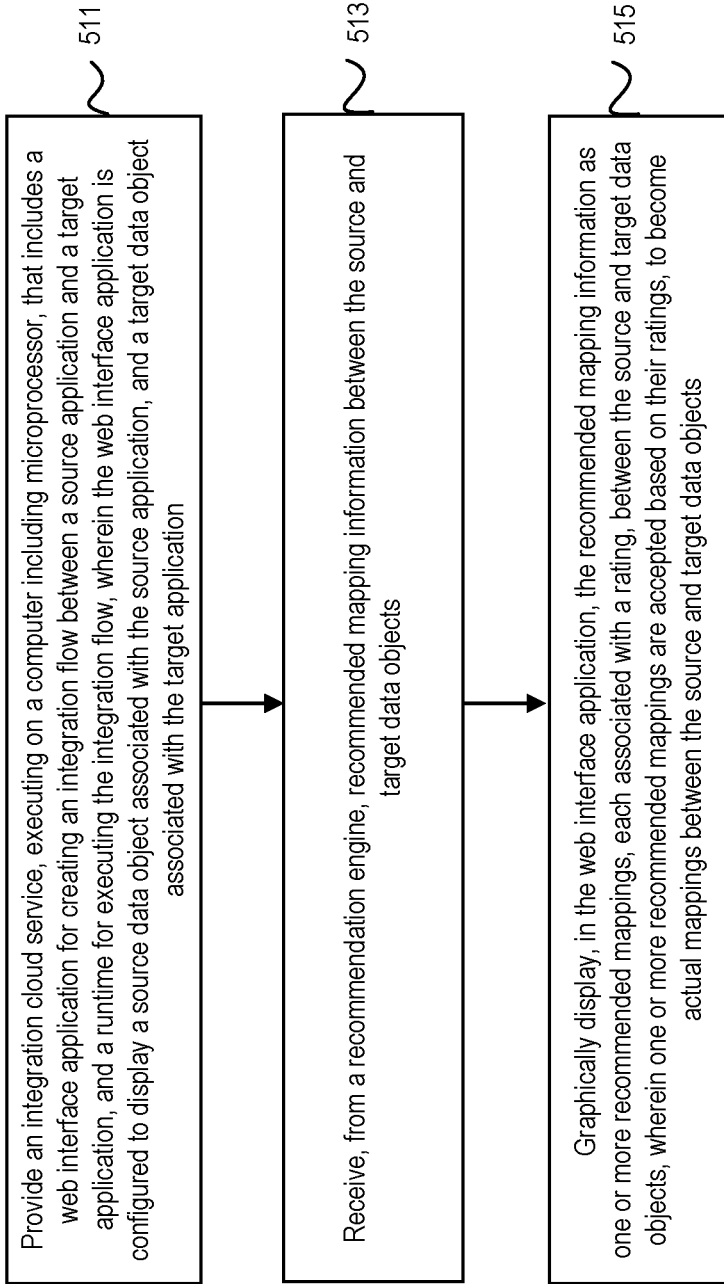 Provide an integration cloud service, executing on a computer including microprocessor, that includes a
web interface application for creating an integration flow between a source application and a target
application, and a runtime for executing the integration flow, wherein the web interface application is
configured to display a source data object associated with the source application, and a target data object
associated with the target application
511
Receive, from a recommendation engine, recommended mapping information between the source and
target data objects
513
Graphically display, in the web interface application, the recommended mapping information as
one or more recommended mappings, each associated with a rating, between the source and target data
objects, wherein one or more recommended mappings are accepted based on their ratings, to become
actual mappings between the source and target data objects
515